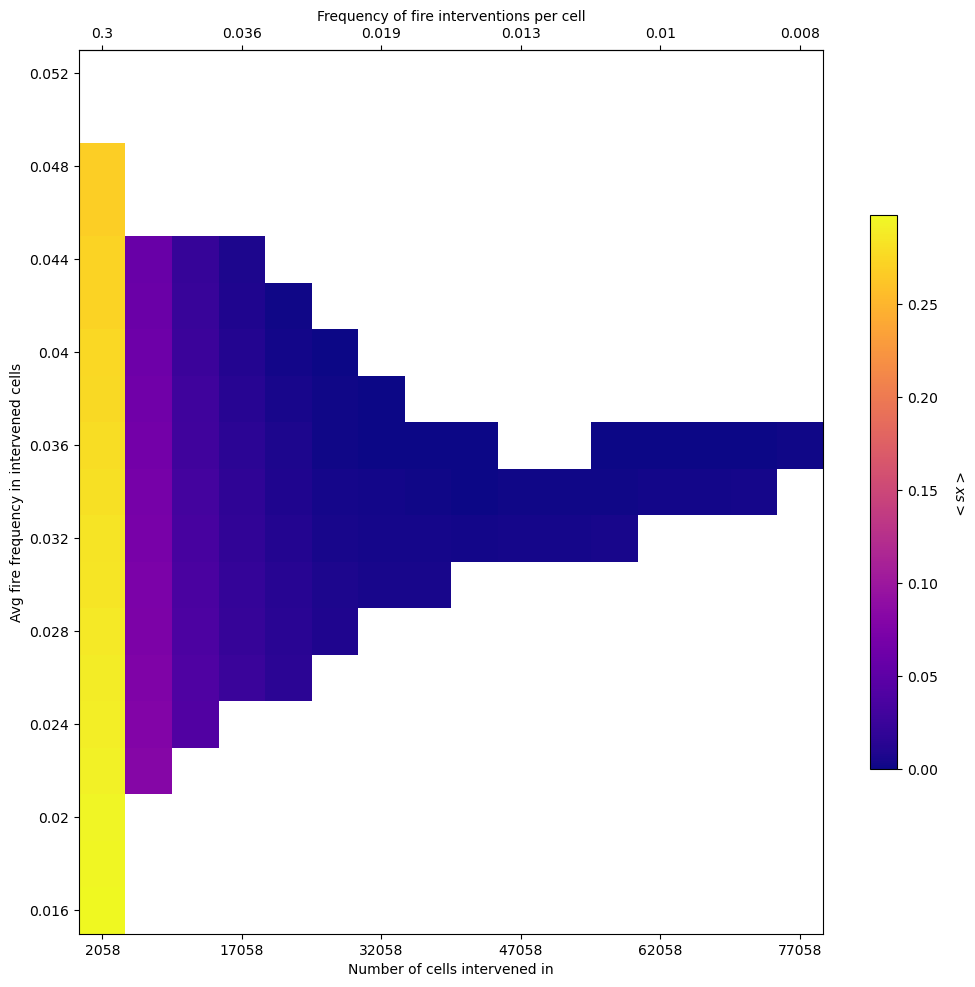 Frequency of fire interventions per cell
0.3 0.036 0.019 0.013 0.01 0.008
0.052
0.048
0.044
0.04
0.036
0.032
0.028
0.024
0.02
0.016
Avg fire frequency in intervened cells
2058 17058 32058 47058 62058 77058
Number of cells intervened in
0.25
0.20
0.15
0.10
0.05
0.00
< xs >